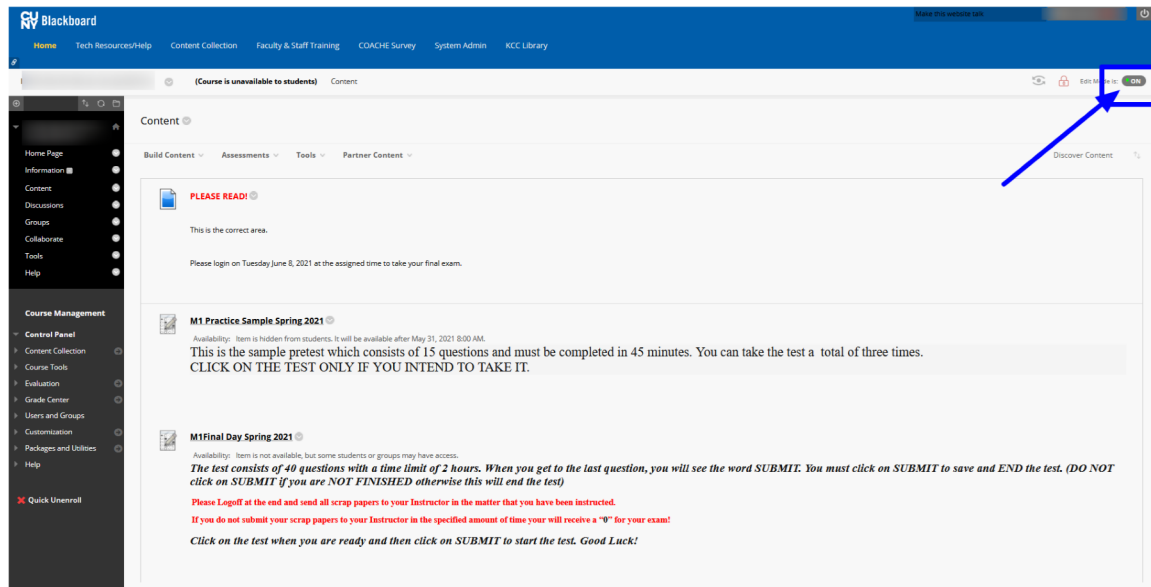 CUNY Blackboard
Make this website talk
Home Tech Resources/Help Content Collection Faculty & Staff Training COACHE Survey System Admin KCC Library
(Course is unavailable to students) Content
Edit Mode is: ON
Content
Build Content Assessments Tools Partner Content
Discover Content
Home Page
Information
Content
Discussions
Groups
Collaborate
Tools
Help
Course Management
Control Panel
Content Collection
Course Tools
Evaluation
Grade Center
Users and Groups
Customization
Packages and Utilities
Help
Quick Unenroll
PLEASE READ!
This is the correct area.
Please login on Tuesday June 8, 2021 at the assigned time to take your final exam.
M1 Practice Sample Spring 2021
Availability: Item is hidden from students. It will be available after May 31, 2021 8:00 AM.
This is the sample pretest which consists of 15 questions and must be completed in 45 minutes. You can take the test a total of three times.
CLICK ON THE TEST ONLY IF YOU INTEND TO TAKE IT.
M1Final Day Spring 2021
Availability: Item is not available, but some students or groups may have access.
The test consists of 40 questions with a time limit of 2 hours. When you get to the last question, you will see the word SUBMIT. You must click on SUBMIT to save and END the test. (DO NOT
click on SUBMIT if you are NOT FINISHED otherwise this will end the test)
Please Logoff at the end and send all scrap papers to your Instructor in the matter that you have been instructed.
If you do not submit your scrap papers to your Instructor in the specified amount of time your will receive a "0" for your exam!
Click on the test when you are ready and then click on SUBMIT to start the test. Good Luck!